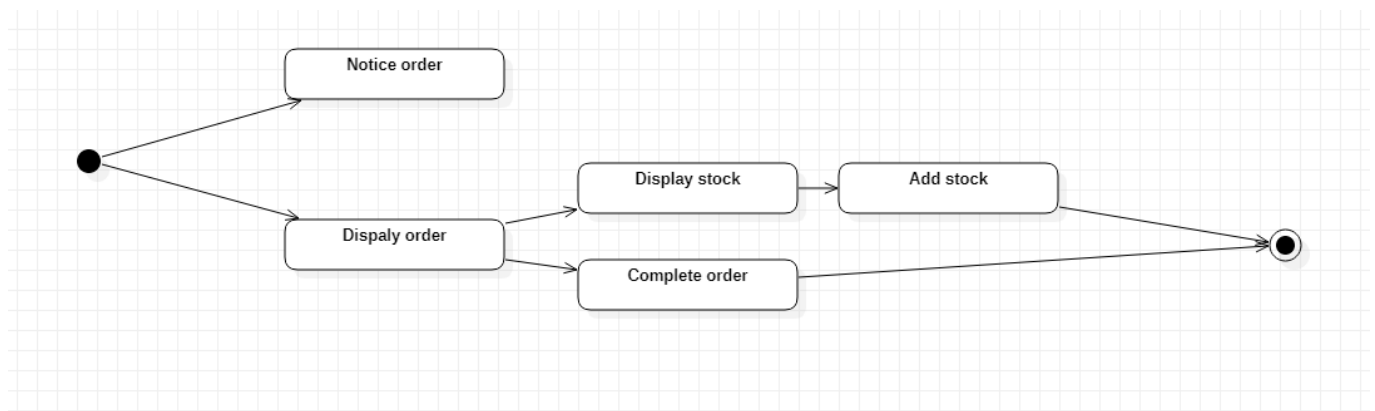 Notice order
Dispaly order
Display stock
Add stock
Complete order